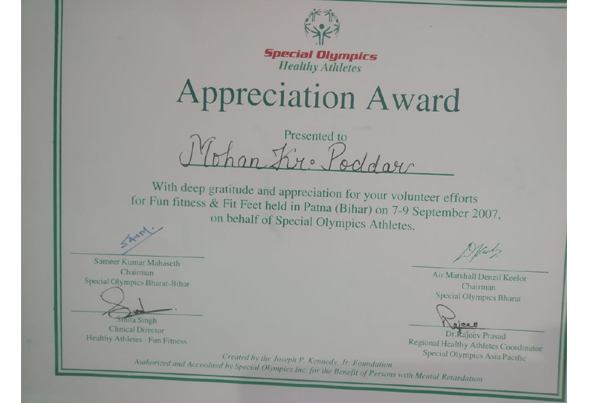 Special Olympics
Healthy Athletes
Appreciation Award
Presented to
Mohan Kr. Poddar
With deep gratitude and appreciation for your volunteer efforts
for Fun fitness & Fit Feet held in Patna (Bihar) on 7-9 September 2007,
on behalf of Special Olympics Athletes.
Sameer Kumar Mahaseth
Chairman
Special Olympics Bharat-Bihar
Air Marshall Denzil Keelor
Chairman
Special Olympics Bharat
Smita Singh
Clinical Director
Healthy Athletes - Fun Fitness
Rajeev
Dr.Rajeev Prasad
Regional Healthy Athletes Coordinator
Special Olympics Asia Pacific
Created by the Joseph P. Kennedy, Jr. Foundation
Authorized and Accredited by Special Olympics Inc. for the Benefit of Persons with Mental Retardation